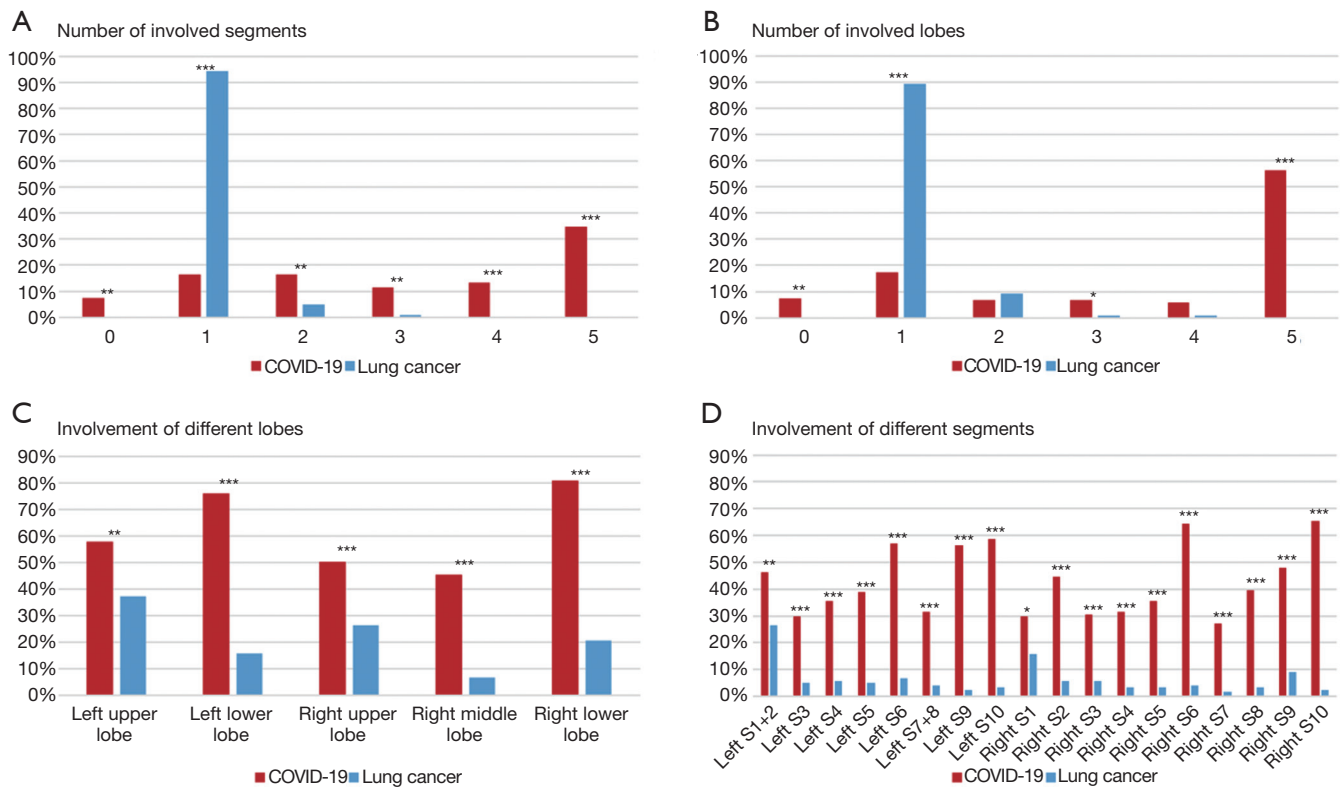 A
Number of involved segments
100%
90%
80%
70%
60%
50%
40%
30%
20%
10%
0%
***
**
**
**
***
***
0 1 2 3 4 5
COVID-19 Lung cancer
B
Number of involved lobes
100%
90%
80%
70%
60%
50%
40%
30%
20%
10%
0%
***
***
**
*
0 1 2 3 4 5
COVID-19 Lung cancer
C
Involvement of different lobes
90%
80%
70%
60%
50%
40%
30%
20%
10%
0%
**
***
***
***
***
Left upper lobe
Left lower lobe
Right upper lobe
Right middle lobe
Right lower lobe
COVID-19 Lung cancer
D
Involvement of different segments
90%
80%
70%
60%
50%
40%
30%
20%
10%
0%
**
***
***
***
***
***
***
***
*
***
***
***
***
***
***
***
***
***
Left S1+2
Left S3
Left S4
Left S5
Left S6
Left S7+8
Left S9
Left S10
Right S1
Right S2
Right S3
Right S4
Right S5
Right S6
Right S7
Right S8
Right S9
Right S10
COVID-19 Lung cancer